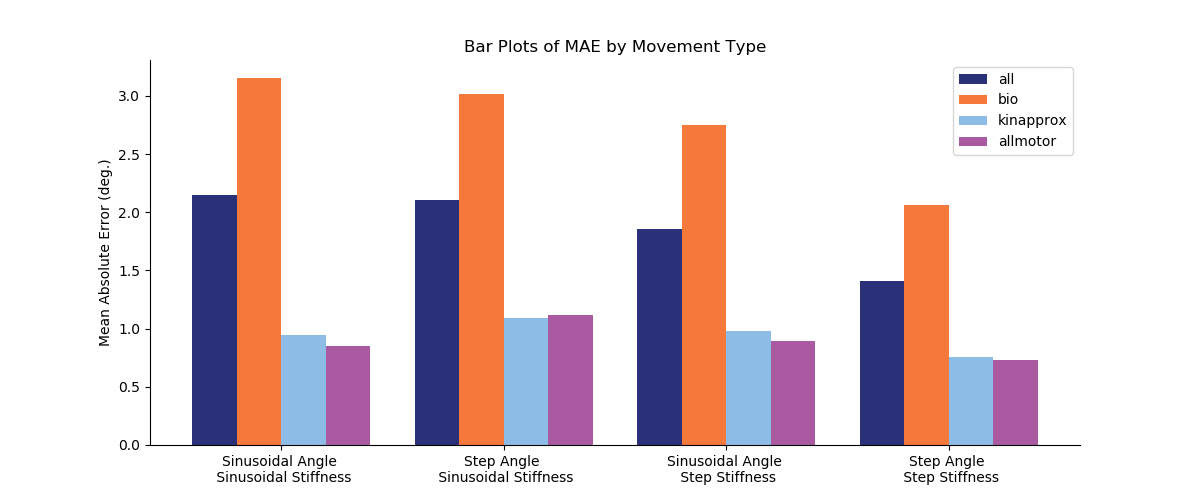 Bar Plots of MAE by Movement Type
all
bio
kinapprox
allmotor
Mean Absolute Error (deg.)
3.0
2.5
2.0
1.5
1.0
0.5
0.0
Sinusoidal Angle
Sinusoidal Stiffness
Step Angle
Sinusoidal Stiffness
Sinusoidal Angle
Step Stiffness
Step Angle
Step Stiffness